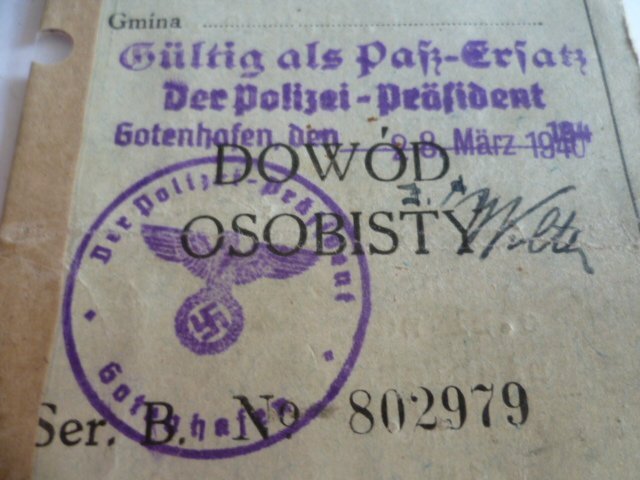 Gmina
Gültig als Paß-Ersatz
Der Polizei-Präsident
Gotenhafen den 28. März 1940
DOWÓD
OSOBISTY
I. A.
Der Polizei-Präsident
Gotenhafen
Ser. B. No 802979